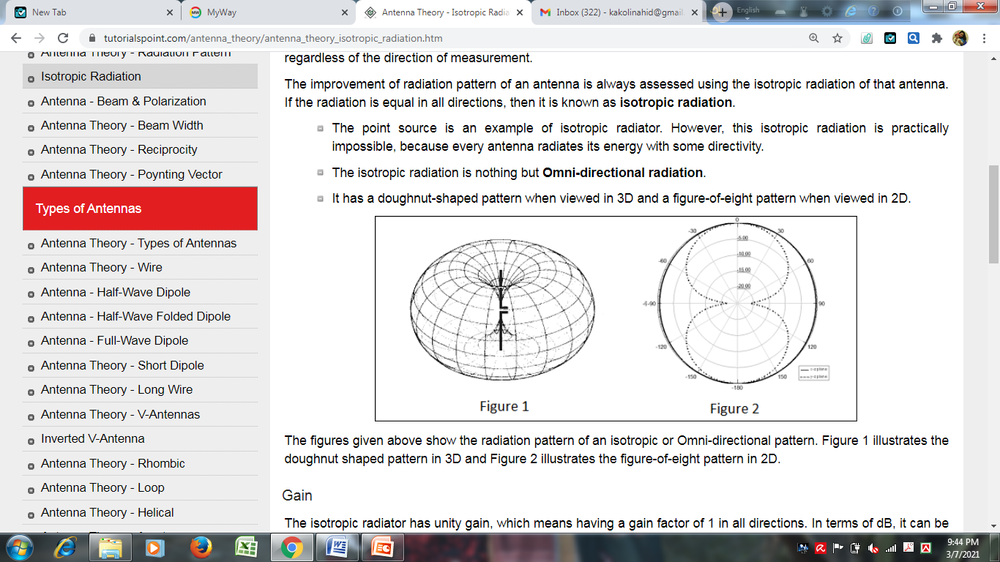 New Tab
MyWay
Antenna Theory - Isotropic Radia
Inbox (322) - kakolinahid@gmail.
English
tutorialspoint.com/antenna_theory/antenna_theory_isotropic_radiation.htm
Antenna Theory - Radiation Pattern
Isotropic Radiation
Antenna - Beam & Polarization
Antenna Theory - Beam Width
Antenna Theory - Reciprocity
Antenna Theory - Poynting Vector
Types of Antennas
Antenna Theory - Types of Antennas
Antenna Theory - Wire
Antenna - Half-Wave Dipole
Antenna - Half-Wave Folded Dipole
Antenna - Full-Wave Dipole
Antenna Theory - Short Dipole
Antenna Theory - Long Wire
Antenna Theory - V-Antennas
Inverted V-Antenna
Antenna Theory - Rhombic
Antenna Theory - Loop
Antenna Theory - Helical
regardless of the direction of measurement.
The improvement of radiation pattern of an antenna is always assessed using the isotropic radiation of that antenna.
If the radiation is equal in all directions, then it is known as isotropic radiation.
The point source is an example of isotropic radiator. However, this isotropic radiation is practically
impossible, because every antenna radiates its energy with some directivity.
The isotropic radiation is nothing but Omni-directional radiation.
It has a doughnut-shaped pattern when viewed in 3D and a figure-of-eight pattern when viewed in 2D.
0
-30 30
-5.00
-10.00
-60 60
-15.00
-20.00
-90 90
-120 120
-150 150
-180
x-z plane
y-z plane
Figure 1
Figure 2
The figures given above show the radiation pattern of an isotropic or Omni-directional pattern. Figure 1 illustrates the
doughnut shaped pattern in 3D and Figure 2 illustrates the figure-of-eight pattern in 2D.
Gain
The isotropic radiator has unity gain, which means having a gain factor of 1 in all directions. In terms of dB, it can be
9:44 PM
3/7/2021